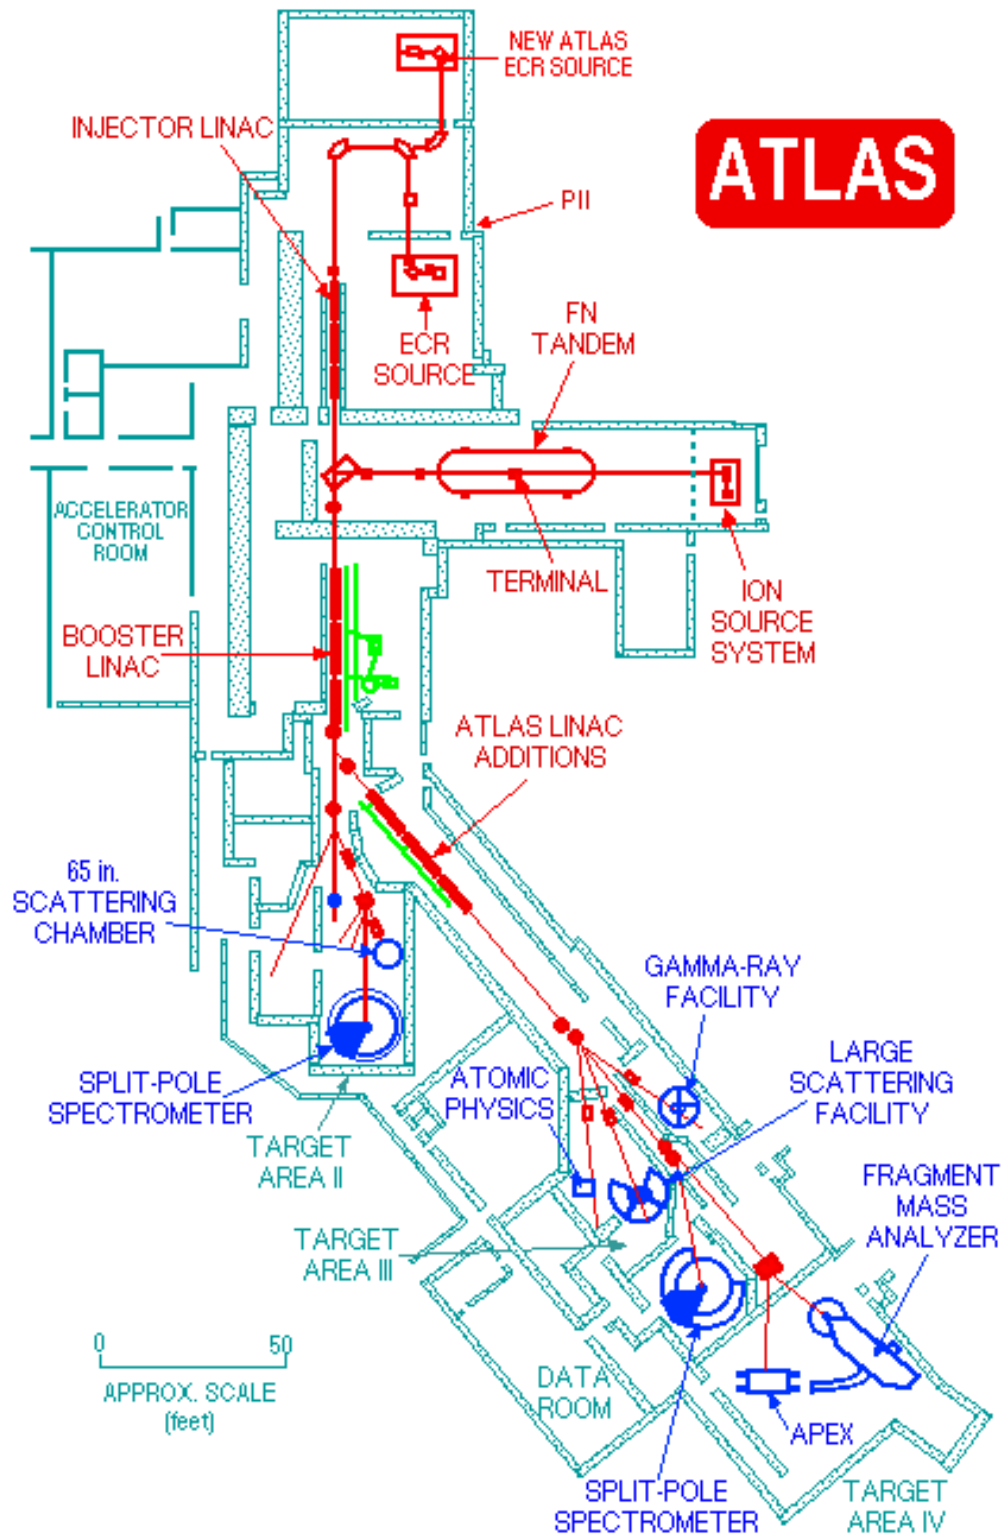 NEW ATLAS
ECR SOURCE
INJECTOR LINAC
ATLAS
PII
ECR
SOURCE
FN
TANDEM
ACCELERATOR
CONTROL
ROOM
TERMINAL
ION
SOURCE
SYSTEM
BOOSTER
LINAC
ATLAS LINAC
ADDITIONS
65 in.
SCATTERING
CHAMBER
GAMMA-RAY
FACILITY
LARGE
SCATTERING
FACILITY
SPLIT-POLE
SPECTROMETER
ATOMIC
PHYSICS
TARGET
AREA II
FRAGMENT
MASS
ANALYZER
TARGET
AREA III
0 50
APPROX. SCALE
(feet)
DATA
ROOM
APEX
SPLIT-POLE
SPECTROMETER
TARGET
AREA IV